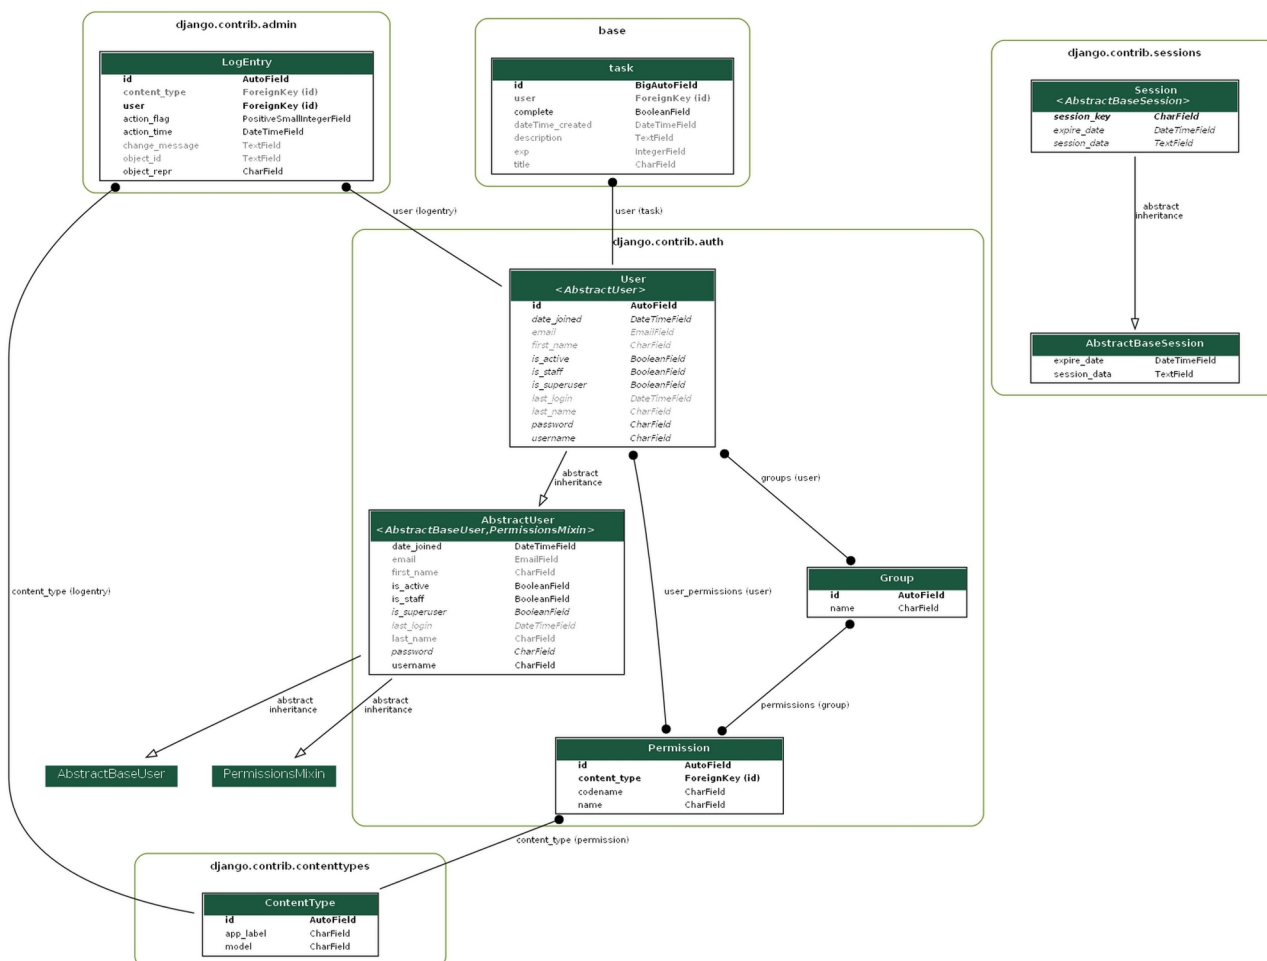 django.contrib.admin
LogEntry
id AutoField
content_type ForeignKey (id)
user ForeignKey (id)
action_flag PositiveSmallIntegerField
action_time DateTimeField
change_message TextField
object_id TextField
object_repr CharField
base
task
id BigAutoField
user ForeignKey (id)
complete BooleanField
dateTime_created DateTimeField
description TextField
exp IntegerField
title CharField
django.contrib.sessions
Session
<AbstractBaseSession>
session_key CharField
expire_date DateTimeField
session_data TextField
abstract
inheritance
AbstractBaseSession
expire_date DateTimeField
session_data TextField
user (logentry)
user (task)
django.contrib.auth
User
<AbstractUser>
id AutoField
date_joined DateTimeField
email EmailField
first_name CharField
is_active BooleanField
is_staff BooleanField
is_superuser BooleanField
last_login DateTimeField
last_name CharField
password CharField
username CharField
abstract
inheritance
groups (user)
AbstractUser
<AbstractBaseUser,PermissionsMixin>
date_joined DateTimeField
email EmailField
first_name CharField
is_active BooleanField
is_staff BooleanField
is_superuser BooleanField
last_login DateTimeField
last_name CharField
password CharField
username CharField
user_permissions (user)
Group
id AutoField
name CharField
content_type (logentry)
abstract
inheritance
abstract
inheritance
permissions (group)
AbstractBaseUser
PermissionsMixin
Permission
id AutoField
content_type ForeignKey (id)
codename CharField
name CharField
content_type (permission)
django.contrib.contenttypes
ContentType
id AutoField
app_label CharField
model CharField